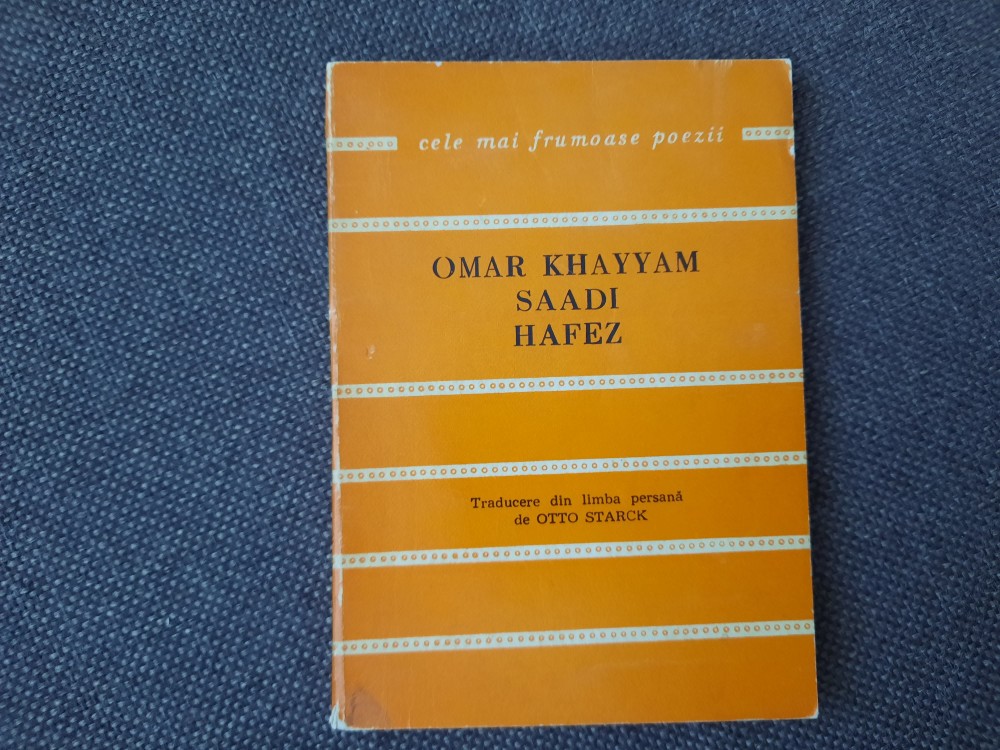 cele mai frumoase poezii
OMAR KHAYYAM
SAADI
HAFEZ
Traducere din limba persană
de OTTO STARCK